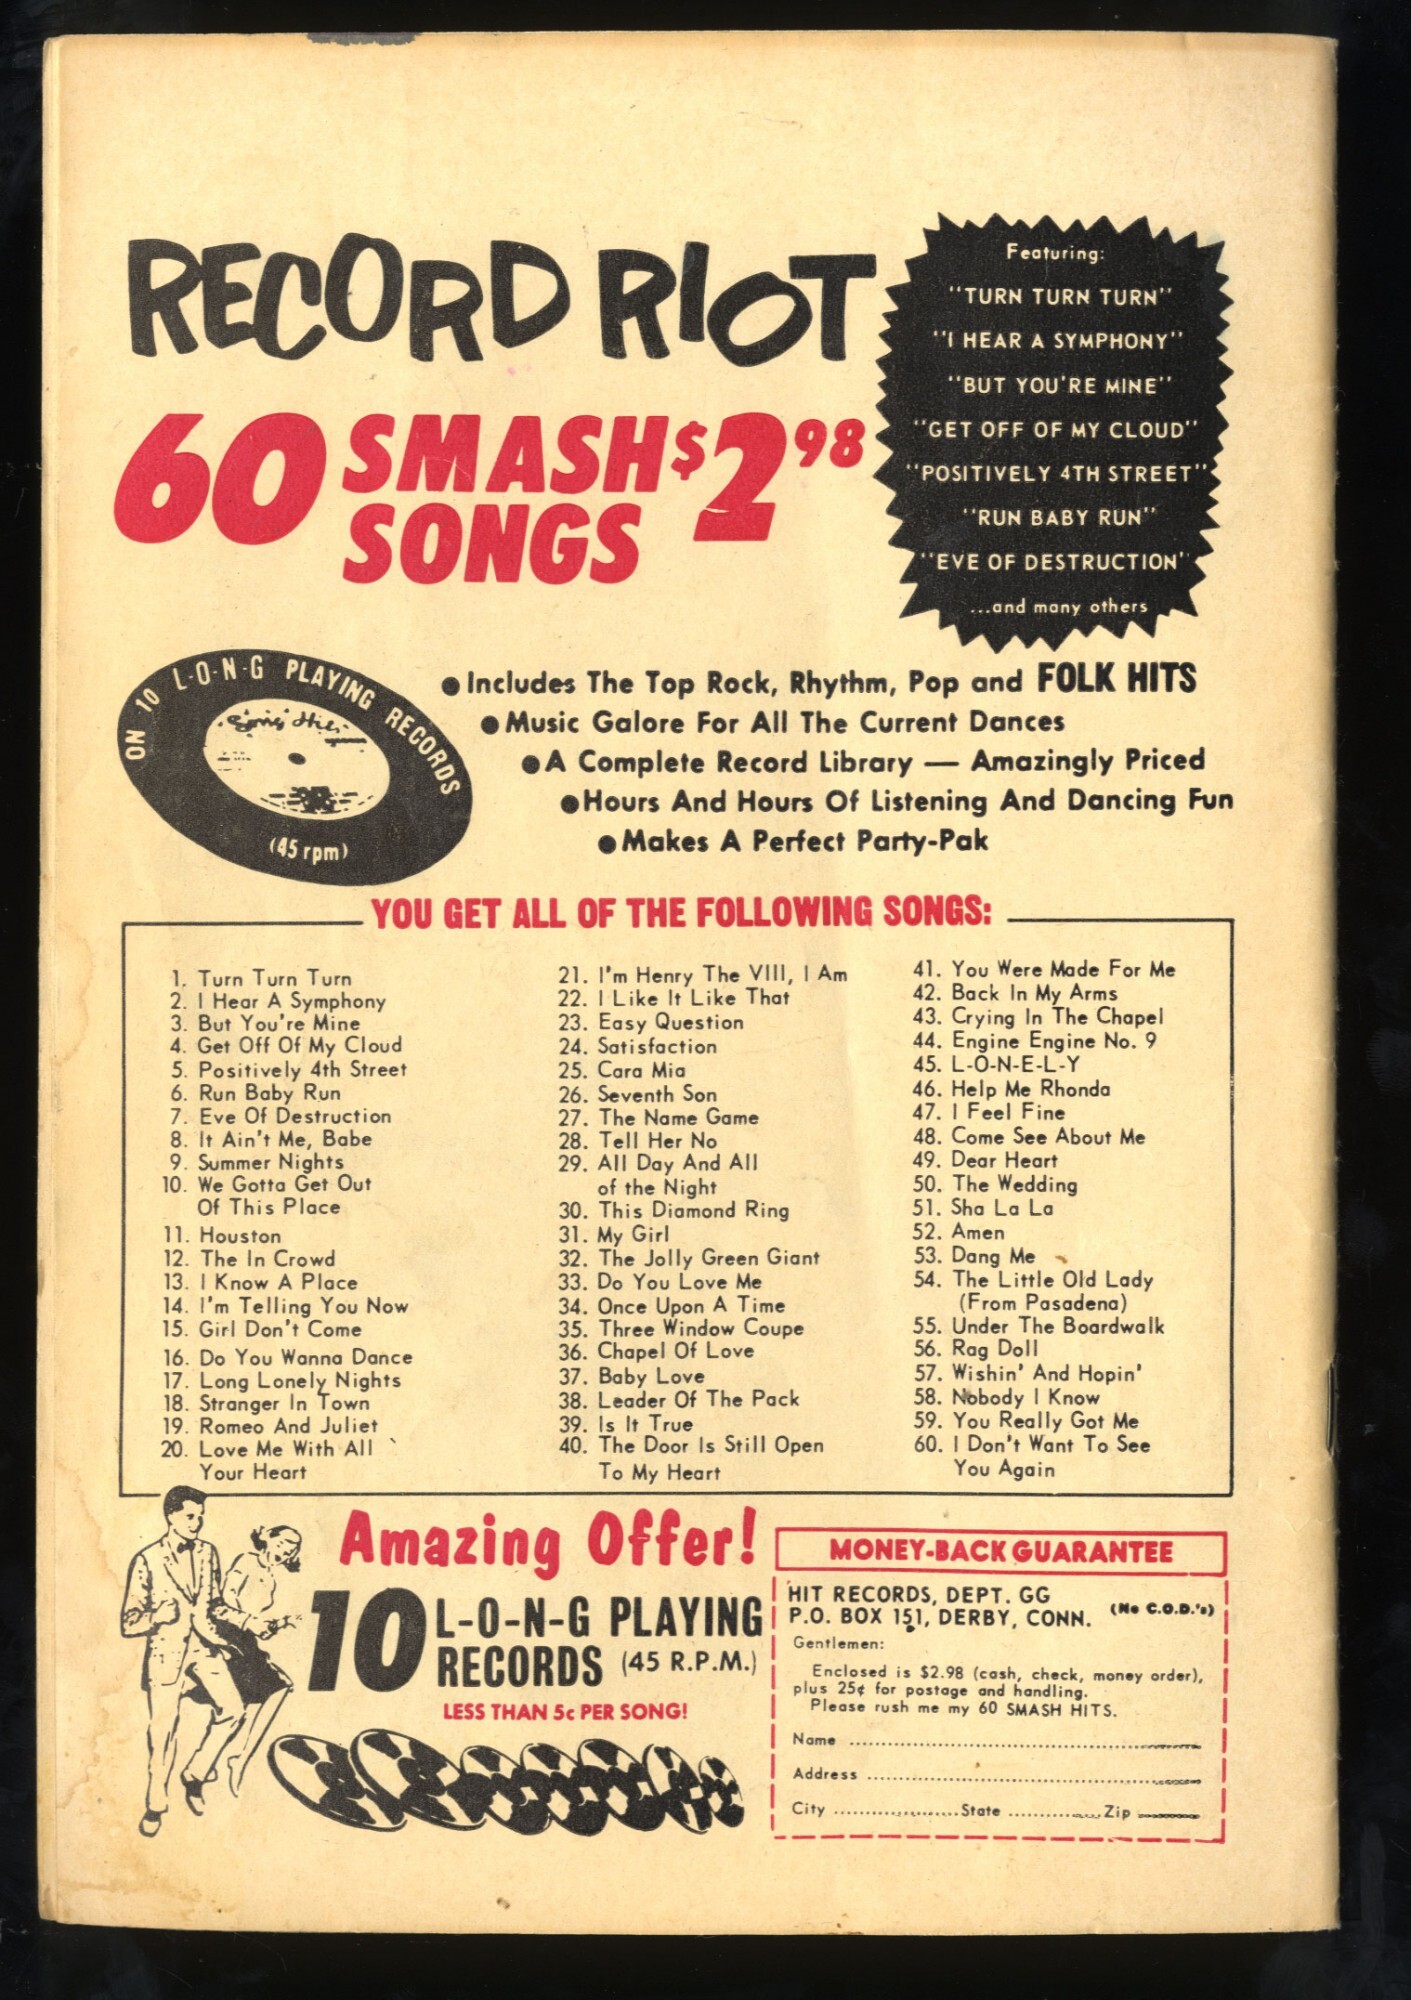 RECORD RIOT
60 SMASH SONGS $2 98
Featuring:
"TURN TURN TURN"
"I HEAR A SYMPHONY"
"BUT YOU'RE MINE"
"GET OFF OF MY CLOUD"
"POSITIVELY 4TH STREET"
"RUN BABY RUN"
"EVE OF DESTRUCTION"
...and many others
ON 10 L-O-N-G PLAYING RECORDS
(45 rpm)
● Includes The Top Rock, Rhythm, Pop and FOLK HITS
● Music Galore For All The Current Dances
● A Complete Record Library — Amazingly Priced
● Hours And Hours Of Listening And Dancing Fun
● Makes A Perfect Party-Pak
YOU GET ALL OF THE FOLLOWING SONGS:
1. Turn Turn Turn
2. I Hear A Symphony
3. But You're Mine
4. Get Off Of My Cloud
5. Positively 4th Street
6. Run Baby Run
7. Eve Of Destruction
8. It Ain't Me, Babe
9. Summer Nights
10. We Gotta Get Out
Of This Place
11. Houston
12. The In Crowd
13. I Know A Place
14. I'm Telling You Now
15. Girl Don't Come
16. Do You Wanna Dance
17. Long Lonely Nights
18. Stranger In Town
19. Romeo And Juliet
20. Love Me With All
Your Heart
21. I'm Henry The VIII, I Am
22. I Like It Like That
23. Easy Question
24. Satisfaction
25. Cara Mia
26. Seventh Son
27. The Name Game
28. Tell Her No
29. All Day And All
of the Night
30. This Diamond Ring
31. My Girl
32. The Jolly Green Giant
33. Do You Love Me
34. Once Upon A Time
35. Three Window Coupe
36. Chapel Of Love
37. Baby Love
38. Leader Of The Pack
39. Is It True
40. The Door Is Still Open
To My Heart
41. You Were Made For Me
42. Back In My Arms
43. Crying In The Chapel
44. Engine Engine No. 9
45. L-O-N-E-L-Y
46. Help Me Rhonda
47. I Feel Fine
48. Come See About Me
49. Dear Heart
50. The Wedding
51. Sha La La
52. Amen
53. Dang Me
54. The Little Old Lady
(From Pasadena)
55. Under The Boardwalk
56. Rag Doll
57. Wishin' And Hopin'
58. Nobody I Know
59. You Really Got Me
60. I Don't Want To See
You Again
Amazing Offer!
10 L-O-N-G PLAYING
RECORDS (45 R.P.M.)
LESS THAN 5c PER SONG!
MONEY-BACK GUARANTEE
HIT RECORDS, DEPT. GG
P.O. BOX 151, DERBY, CONN. (No C.O.D.'s)
Gentlemen:
Enclosed is $2.98 (cash, check, money order),
plus 25¢ for postage and handling.
Please rush me my 60 SMASH HITS.
Name
Address
City State Zip